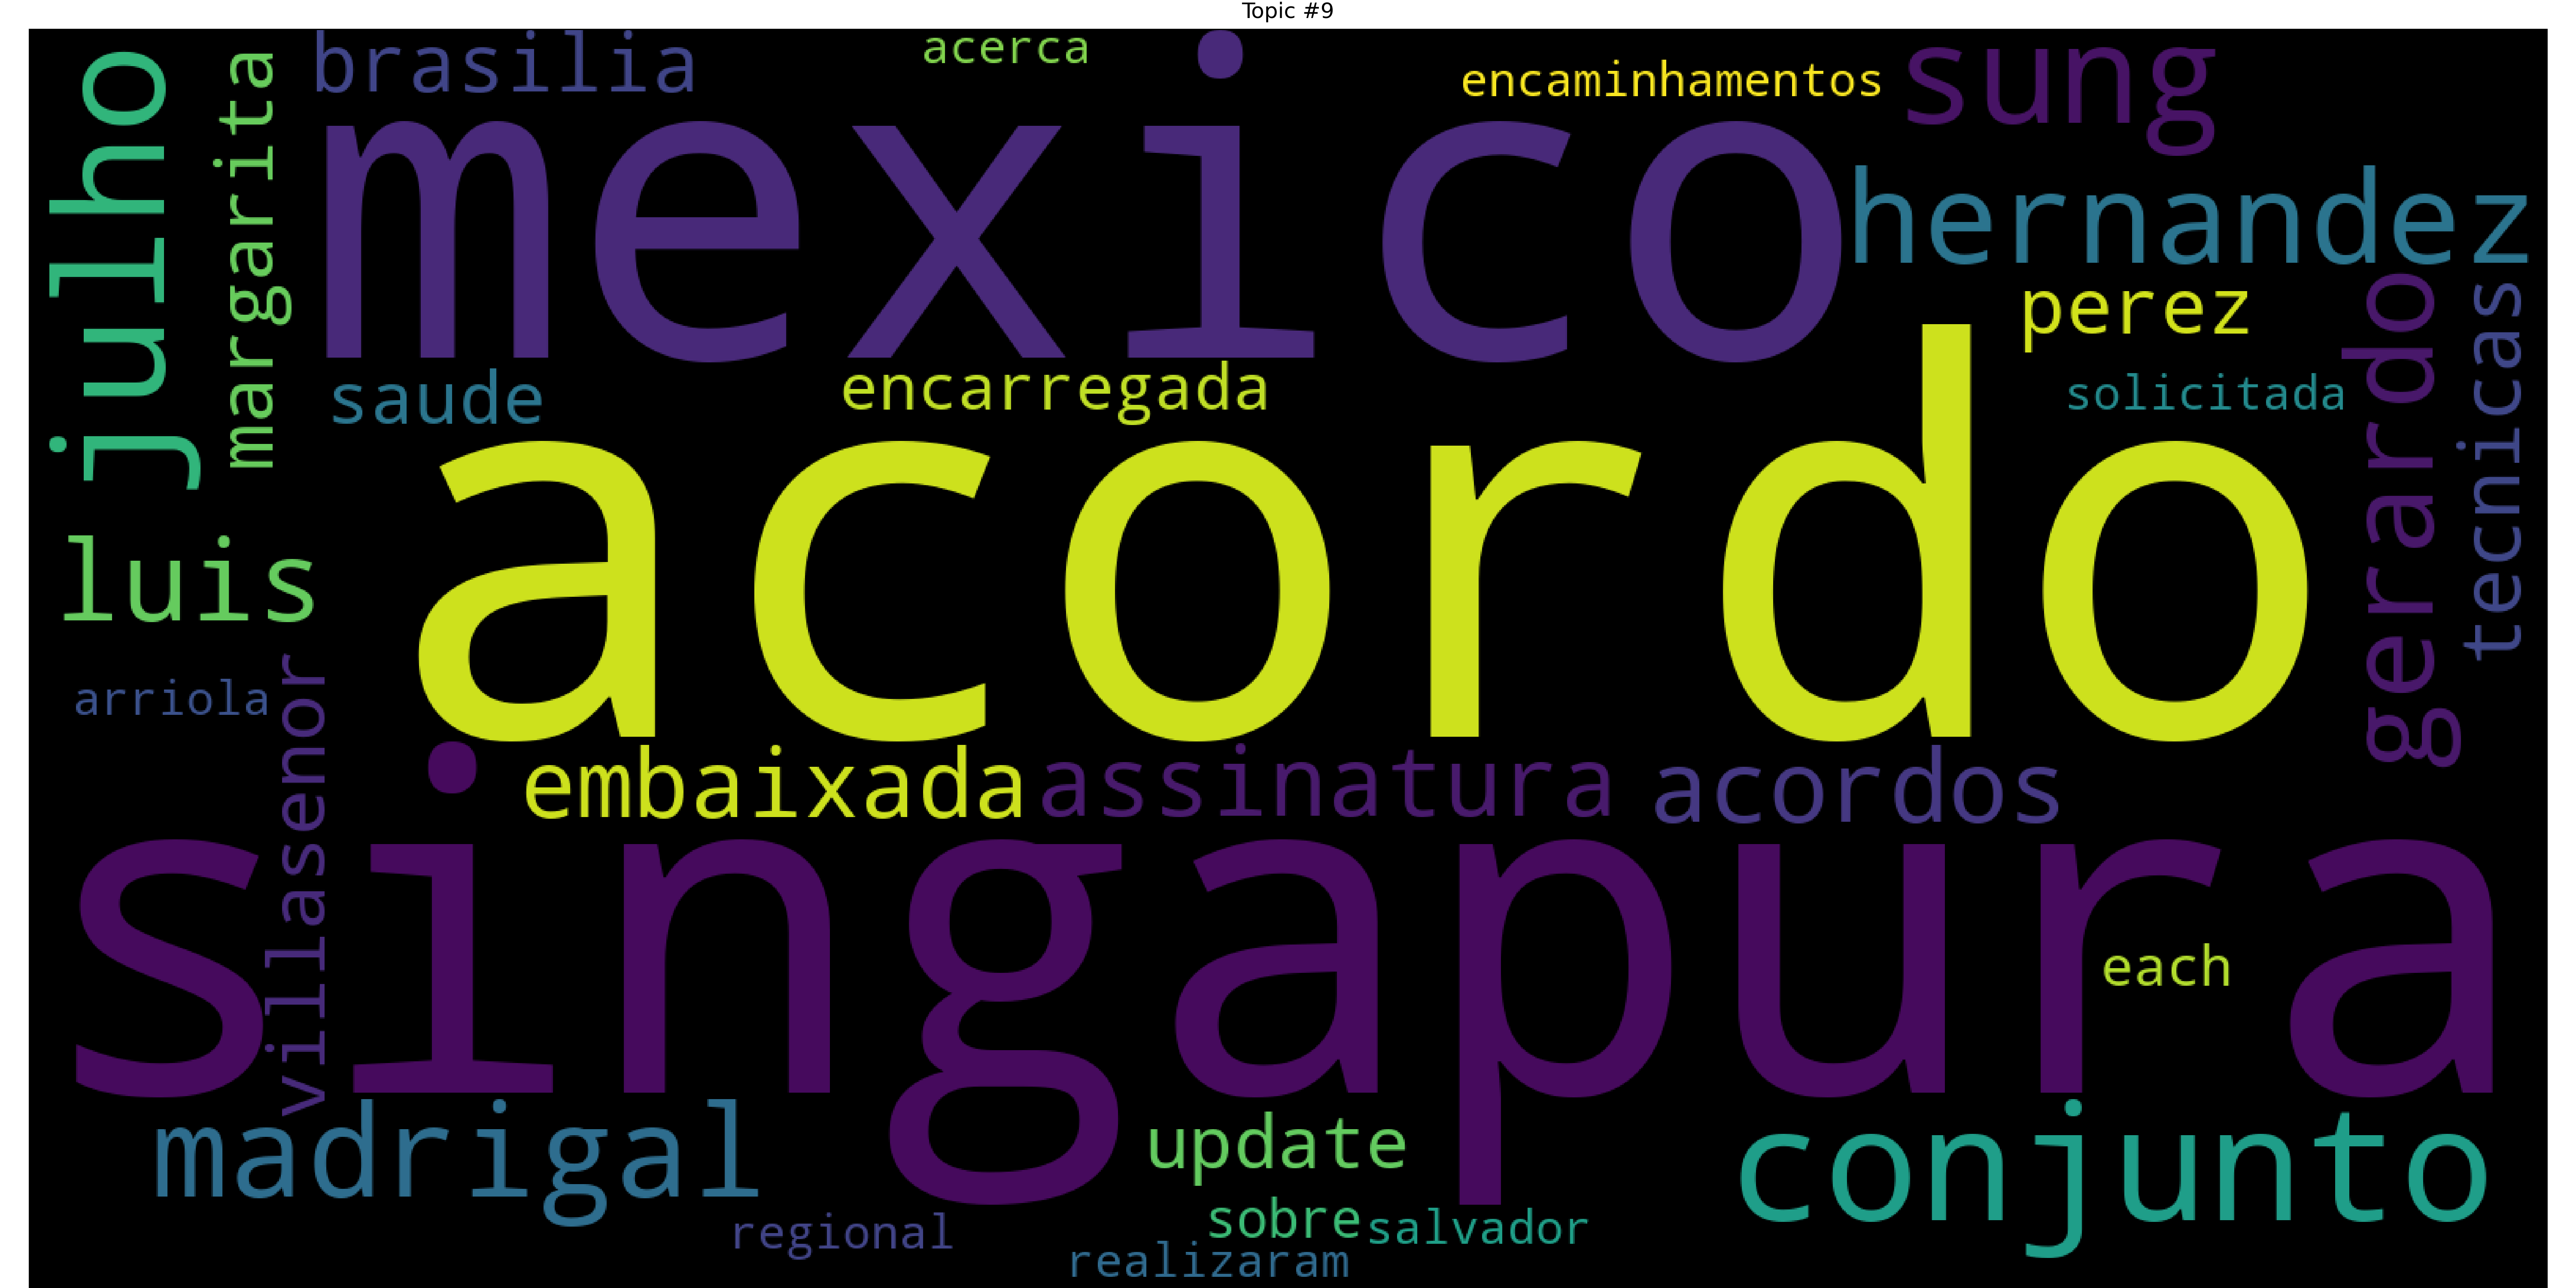 Topic #9
julho
margarita
brasilia
acerca
encaminhamentos
sung
mexico
hernandez
perez
saude
encarregada
solicitada
gerardo
tecnicas
acordo
luis
arriola
villasenor
embaixada
assinatura
acordos
singapura
each
madrigal
update
conjunto
regional
sobre
salvador
realizaram